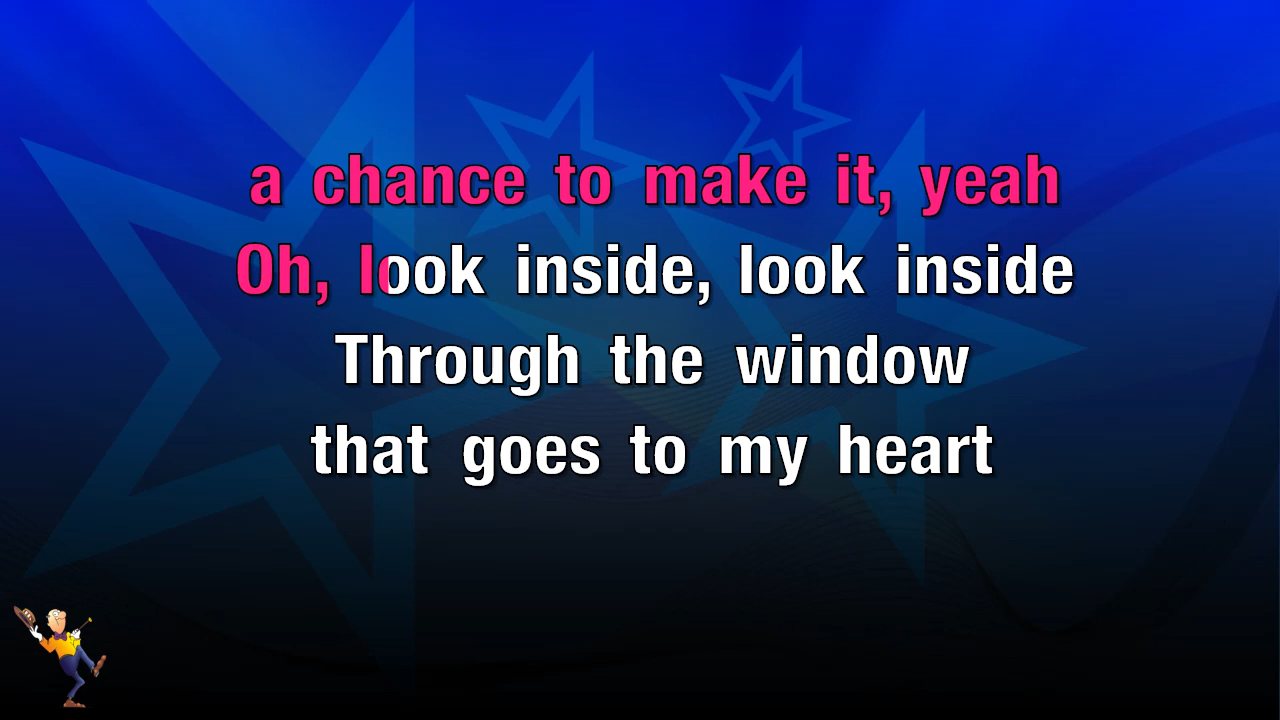 a chance to make it, yeah
Oh, look inside, look inside
Through the window
that goes to my heart